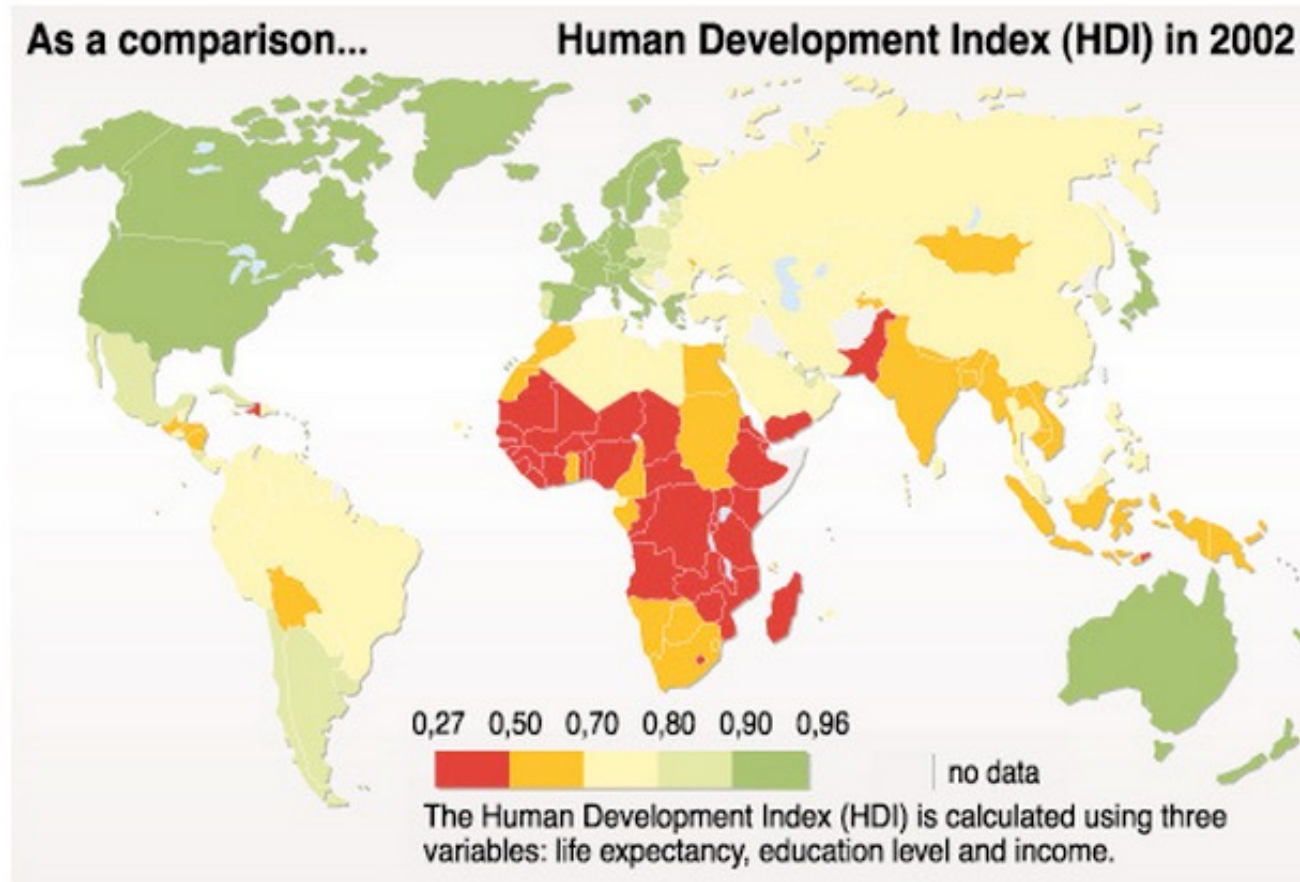 As a comparison...
Human Development Index (HDI) in 2002
0,27 0,50 0,70 0,80 0,90 0,96
no data
The Human Development Index (HDI) is calculated using three
variables: life expectancy, education level and income.